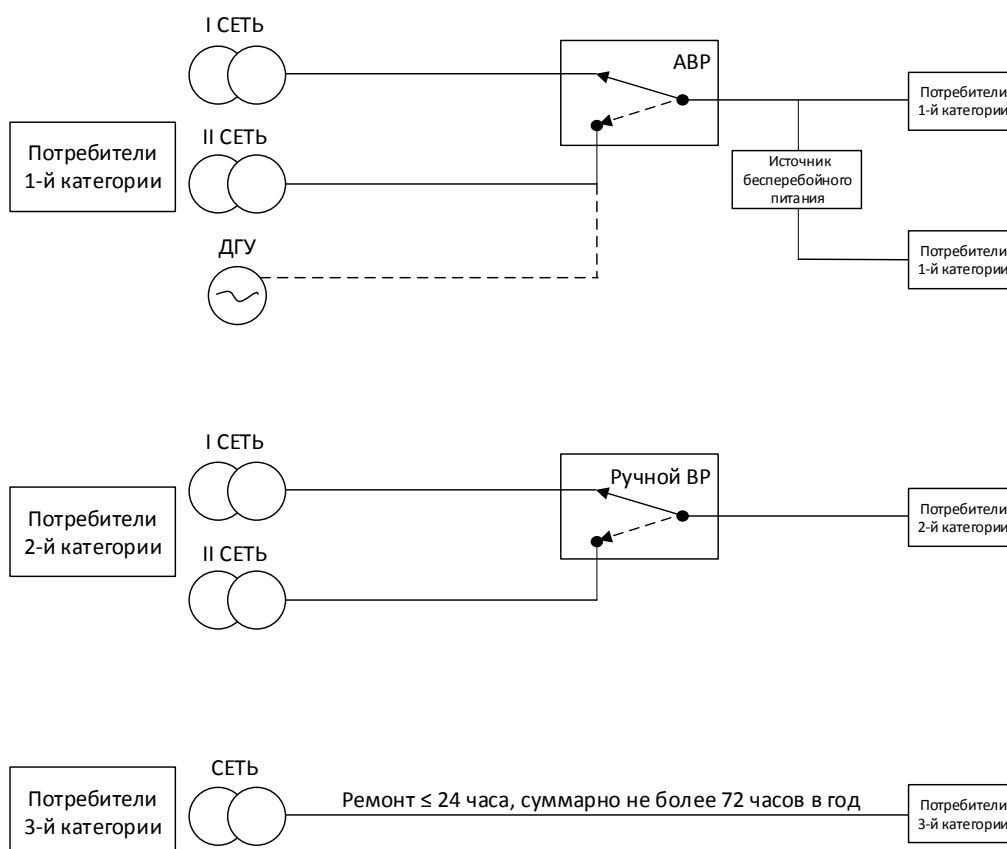 I СЕТЬ
АВР
Потребители
1-й категории
Потребители
1-й категории
II СЕТЬ
Источник
бесперебойного
питания
ДГУ
Потребители
1-й категории
I СЕТЬ
Ручной ВР
Потребители
2-й категории
Потребители
2-й категории
II СЕТЬ
СЕТЬ
Потребители
3-й категории
Ремонт ≤ 24 часа, суммарно не более 72 часов в год
Потребители
3-й категории